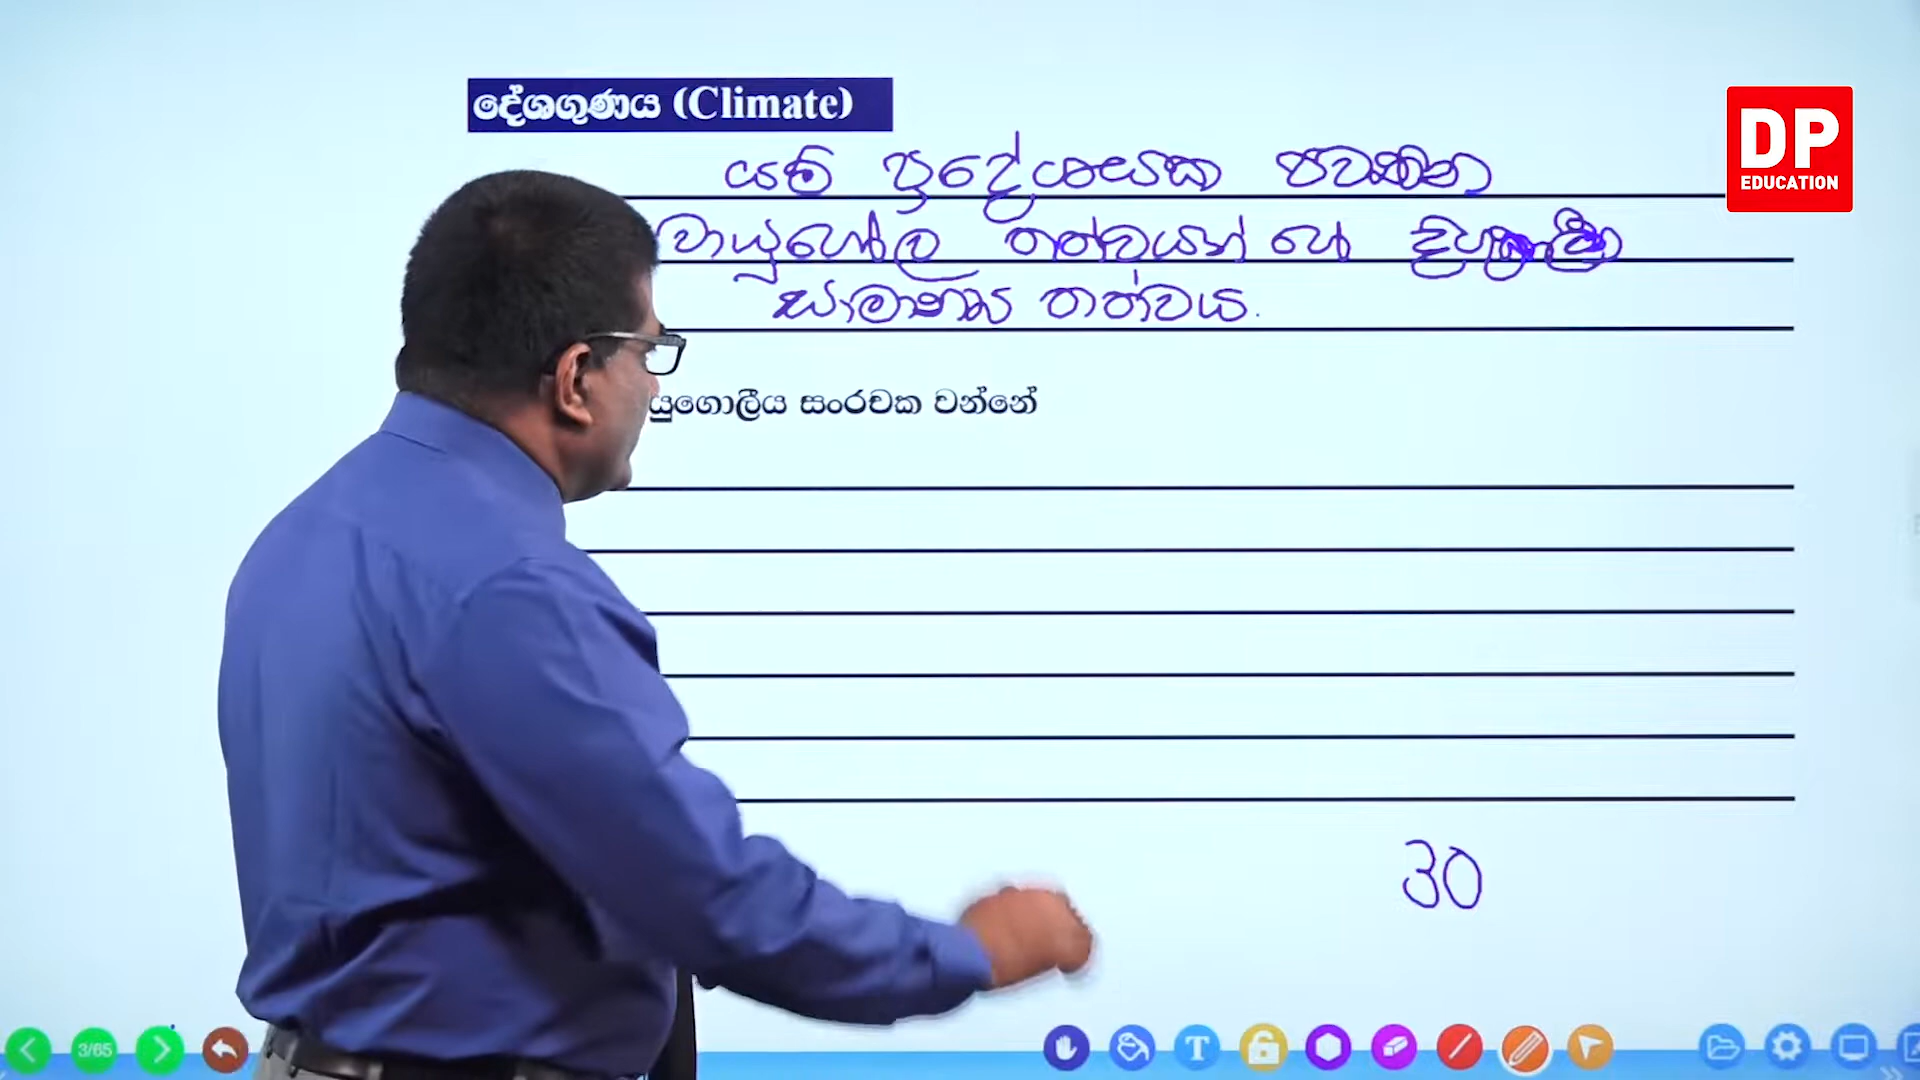 දේශගුණය (Climate)
DP
EDUCATION
යම් ප්‍රදේශයක පවතින
වායුගෝල තත්වයන් හි දිගුකාලීන
සාමාන්‍ය තත්වය.
යුගොලීය සංරචක වන්නේ
30
3/65
T